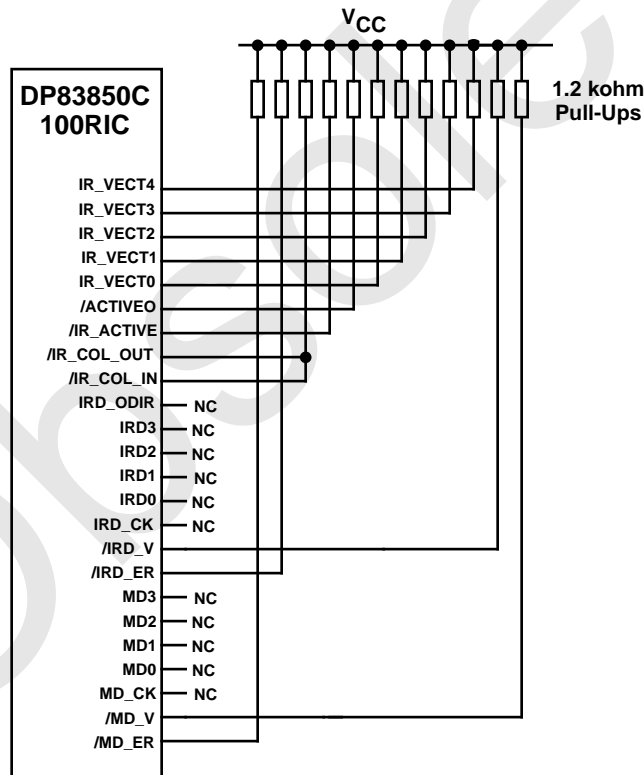 VCC
DP83850C
100RIC
1.2 kohm
Pull-Ups
IR_VECT4
IR_VECT3
IR_VECT2
IR_VECT1
IR_VECT0
/ACTIVEO
/IR_ACTIVE
/IR_COL_OUT
/IR_COL_IN
IRD_ODIR NC
IRD3 NC
IRD2 NC
IRD1 NC
IRD0 NC
IRD_CK NC
/IRD_V
/IRD_ER
MD3 NC
MD2 NC
MD1 NC
MD0 NC
MD_CK NC
/MD_V
/MD_ER
Obsole